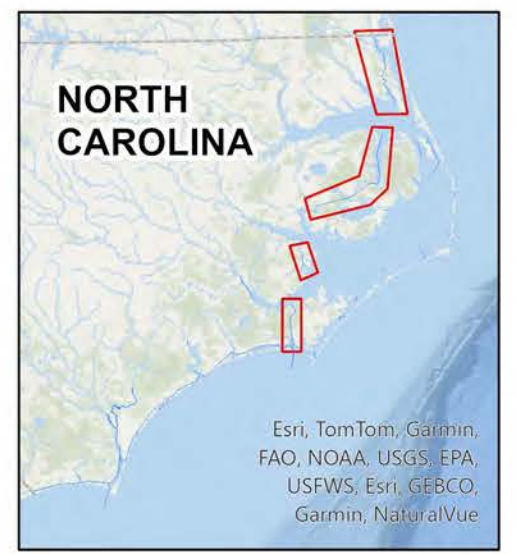 NORTH
CAROLINA
Esri, TomTom, Garmin,
FAO, NOAA, USGS, EPA,
USFWS, Esri, GEBCO,
Garmin, NaturalVue